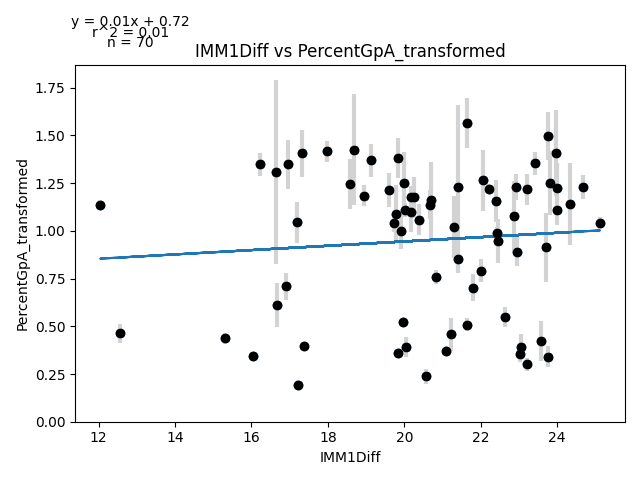 y = 0.01x + 0.72
r^2 = 0.01
n = 70
IMM1Diff vs PercentGpA_transformed
1.75
1.50
1.25
1.00
0.75
0.50
0.25
0.00
PercentGpA_transformed
12 14 16 18 20 22 24
IMM1Diff